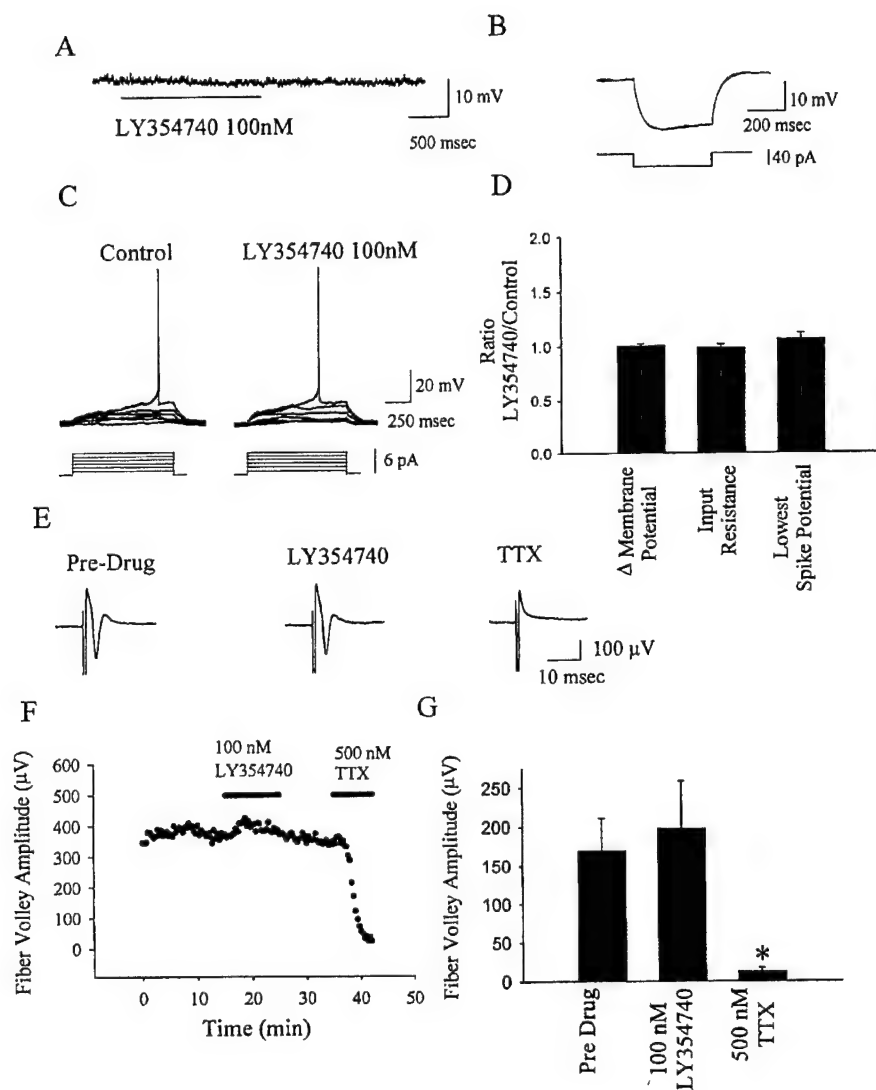 A
LY354740 100nM
10 mV
500 msec
B
10 mV
200 msec
40 pA
C
Control
LY354740 100nM
20 mV
250 msec
6 pA
D
Ratio
LY354740/Control
2.0
1.5
1.0
0.5
0.0
Δ Membrane
Potential
Input
Resistance
Lowest
Spike Potential
E
Pre-Drug
LY354740
TTX
100 μV
10 msec
F
Fiber Volley Amplitude (μV)
600
500
400
300
200
100
0
100 nM
LY354740
500 nM
TTX
0
10
20
30
40
50
Time (min)
G
Fiber Volley Amplitude (μV)
250
200
150
100
50
0
*
Pre Drug
100 nM
LY354740
500 nM
TTX